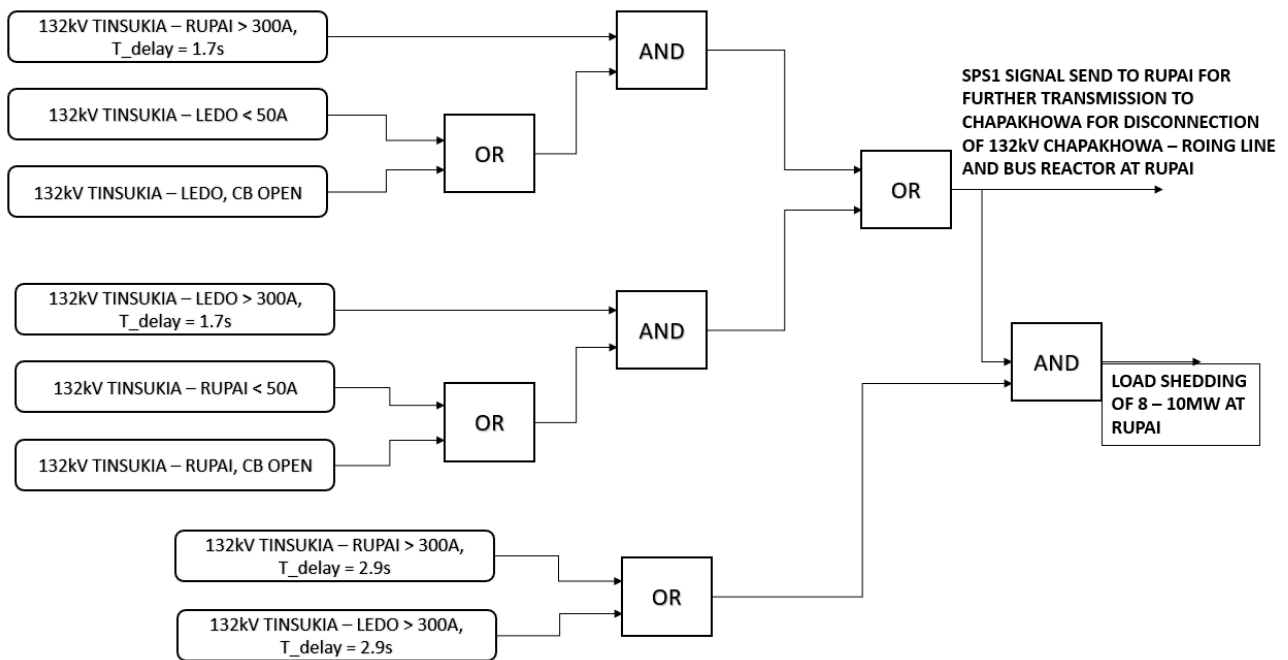 132kV TINSUKIA – RUPAI > 300A,
T_delay = 1.7s
AND
132kV TINSUKIA – LEDO < 50A
OR
132kV TINSUKIA – LEDO, CB OPEN
SPS1 SIGNAL SEND TO RUPAI FOR
FURTHER TRANSMISSION TO
CHAPAKHOWA FOR DISCONNECTION
OF 132kV CHAPAKHOWA – ROING LINE
AND BUS REACTOR AT RUPAI
OR
132kV TINSUKIA – LEDO > 300A,
T_delay = 1.7s
AND
132kV TINSUKIA – RUPAI < 50A
OR
132kV TINSUKIA – RUPAI, CB OPEN
AND
LOAD SHEDDING
OF 8 – 10MW AT
RUPAI
132kV TINSUKIA – RUPAI > 300A,
T_delay = 2.9s
OR
132kV TINSUKIA – LEDO > 300A,
T_delay = 2.9s